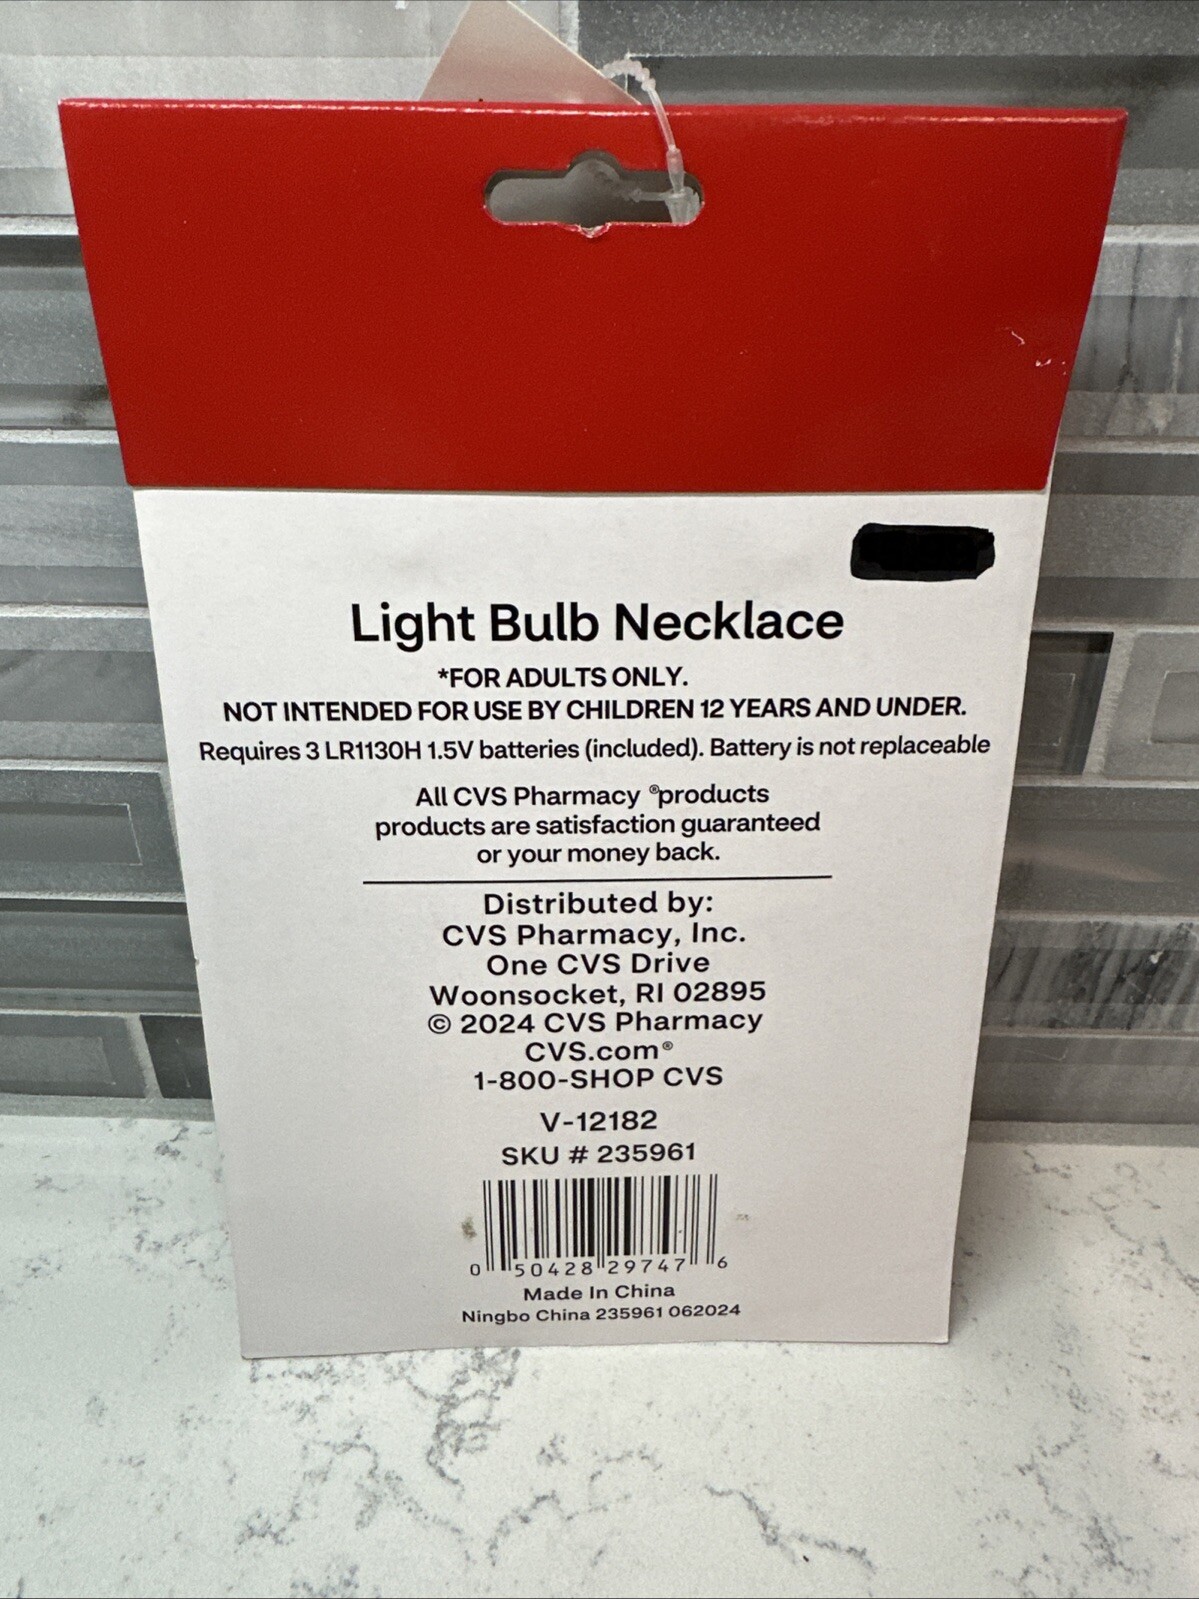 Light Bulb Necklace
*FOR ADULTS ONLY.
NOT INTENDED FOR USE BY CHILDREN 12 YEARS AND UNDER.
Requires 3 LR1130H 1.5V batteries (included). Battery is not replaceable
All CVS Pharmacy ®products
products are satisfaction guaranteed
or your money back.
Distributed by:
CVS Pharmacy, Inc.
One CVS Drive
Woonsocket, RI 02895
© 2024 CVS Pharmacy
CVS.com®
1-800-SHOP CVS
V-12182
SKU # 235961
0 50428 29747 6
Made In China
Ningbo China 235961 062024